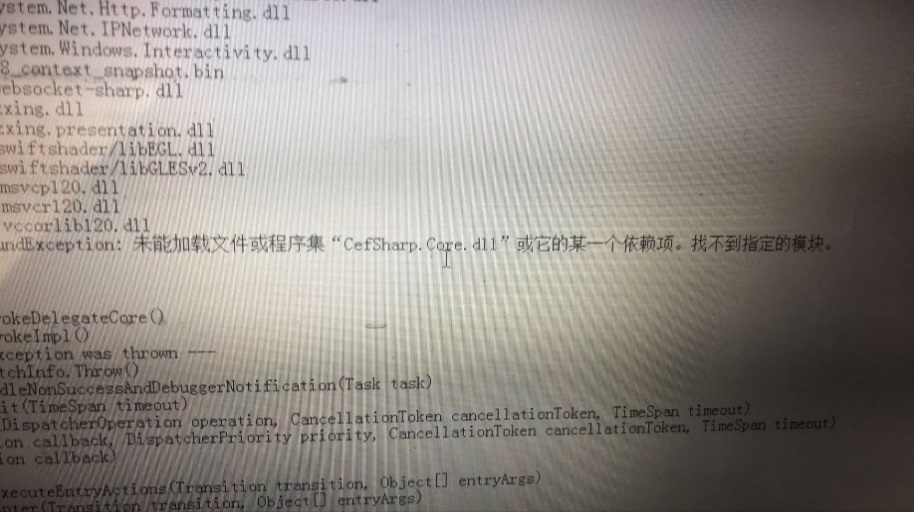 ystem.Net.Http.Formatting.dll
ystem.Net.IPNetwork.dll
ystem.Windows.Interactivity.dll
8_context_snapshot.bin
ebsocket-sharp.dll
xing.dll
xing.presentation.dll
swiftshader/libEGL.dll
swiftshader/libGLESv2.dll
msvcp120.dll
msvcr120.dll
vccorlib120.dll
undException: 未能加载文件或程序集“CefSharp.Core.dll”或它的某一个依赖项。找不到指定的模块。
okeDelegateCore()
okeImpl()
xception was thrown ---
tchInfo.Throw()
dleNonSuccessAndDebuggerNotification(Task task)
it(TimeSpan timeout)
DispatcherOperation operation, CancellationToken cancellationToken, TimeSpan timeout)
on callback, DispatcherPriority priority, CancellationToken cancellationToken, TimeSpan timeout)
ion callback)
xecuteEntryActions(Transition transition, Object[] entryArgs)
nter(Transition transition, Object[] entryArgs)